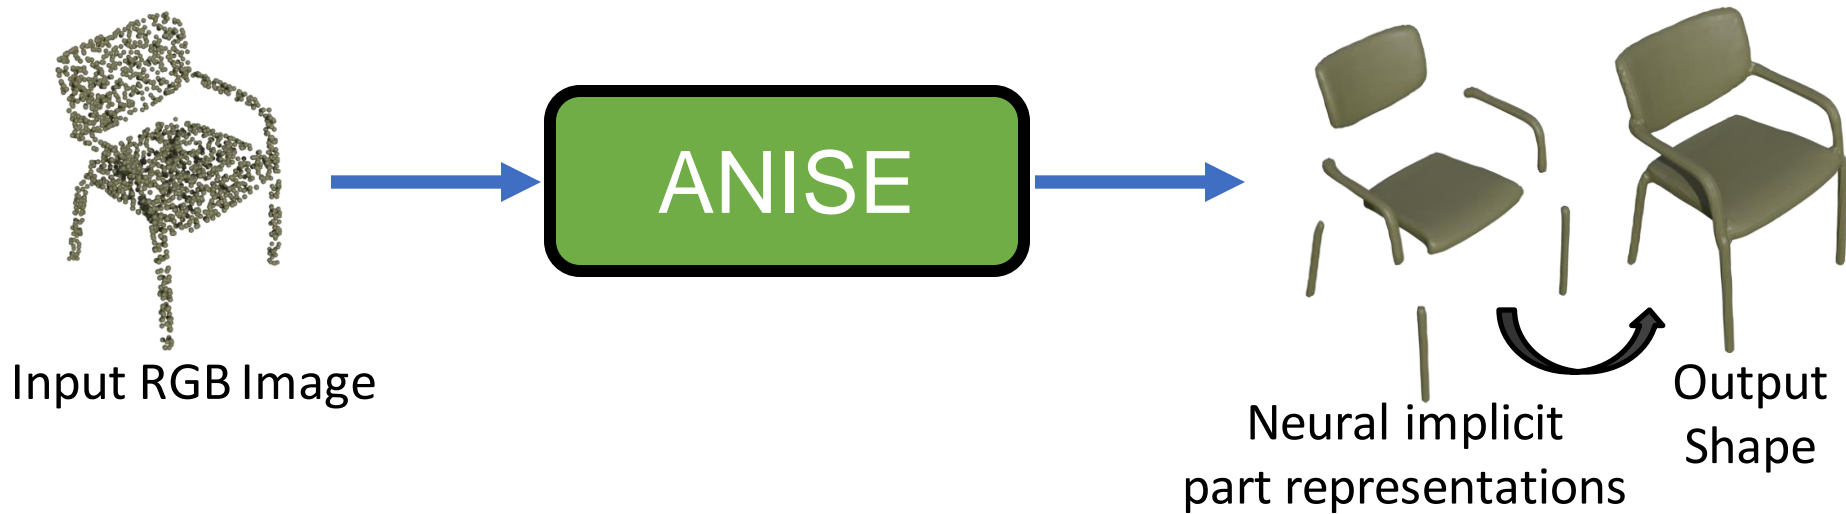 Input RGB Image
ANISE
Neural implicit
part representations
Output
Shape